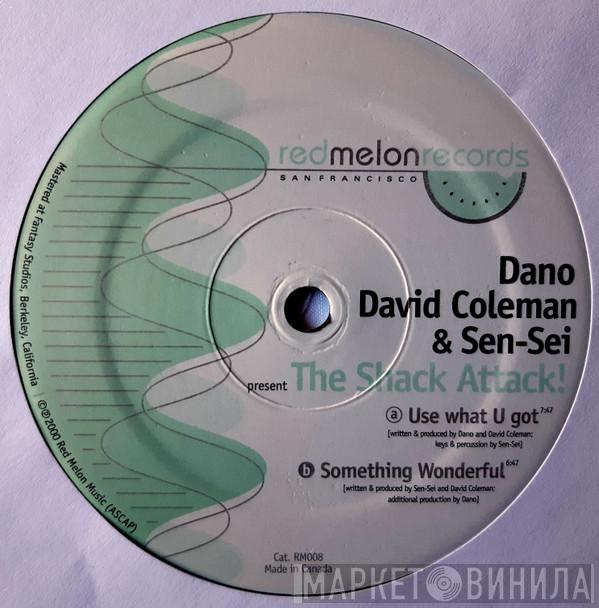 redmelonrecords
SAN FRANCISCO
Dano
David Coleman
& Sen-Sei
present The Shack Attack!
a Use what U got 7:47
[written & produced by Dano and David Coleman;
keys & percussion by Sen-Sei]
b Something Wonderful 6:47
[written & produced by Sen-Sei and David Coleman;
additional production by Dano]
Cat. RM008
Made in Canada
Mastered at Fantasy Studios, Berkeley, California | ©℗2000 Red Melon Music (ASCAP)
МАРКЕТ ВИНИЛА